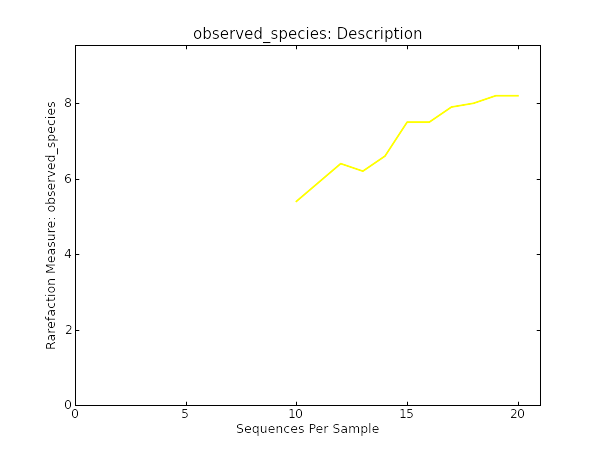 observed_species: Description
Rarefaction Measure: observed_species
8
6
4
2
0
0 5 10 15 20
Sequences Per Sample